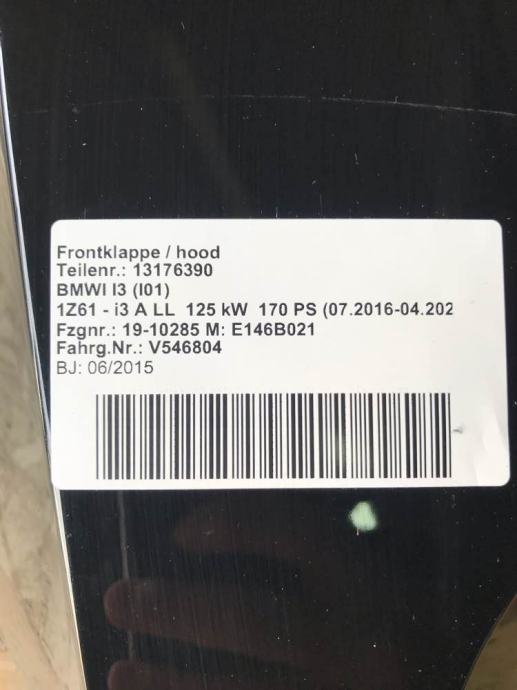 Frontklappe / hood
Teilenr.: 13176390
BMWI I3 (I01)
1Z61 - i3 A LL 125 kW 170 PS (07.2016-04.202
Fzgnr.: 19-10285 M: E146B021
Fahrg.Nr.: V546804
BJ: 06/2015